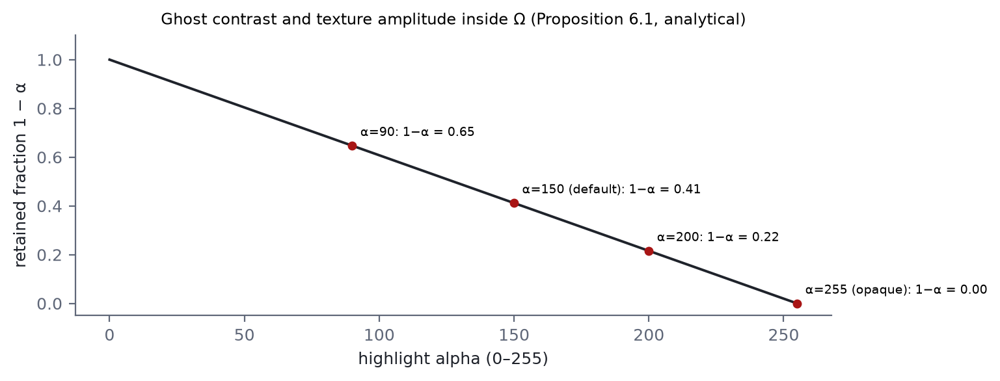 Ghost contrast and texture amplitude inside Ω (Proposition 6.1, analytical)
retained fraction 1 − α
1.0
0.8
0.6
0.4
0.2
0.0
α=90: 1−α = 0.65
α=150 (default): 1−α = 0.41
α=200: 1−α = 0.22
α=255 (opaque): 1−α = 0.00
0 50 100 150 200 250
highlight alpha (0–255)